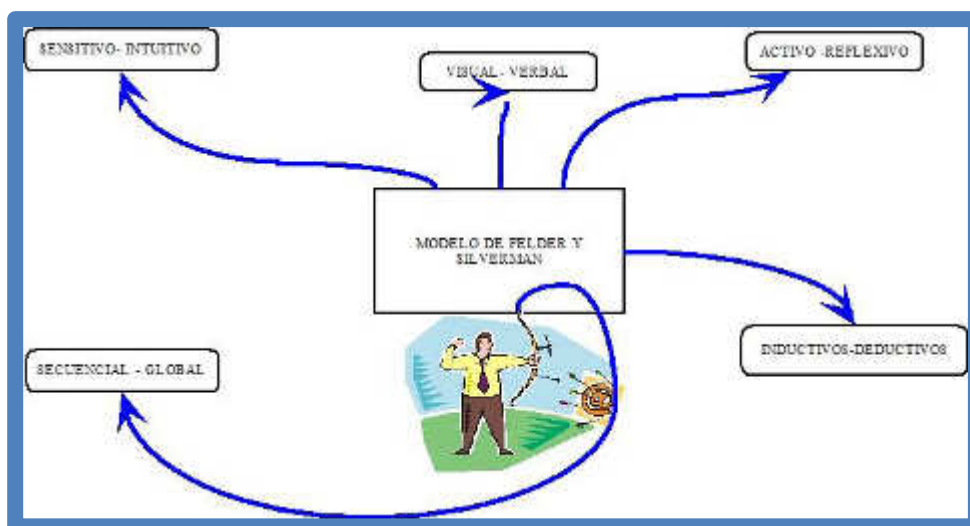 SENSITIVO- INTUITIVO
VISUAL - VERBAL
ACTIVO -REFLEXIVO
MODELO DE FELDER Y
SILVERMAN
INDUCTIVOS-DEDUCTIVOS
SECUENCIAL - GLOBAL